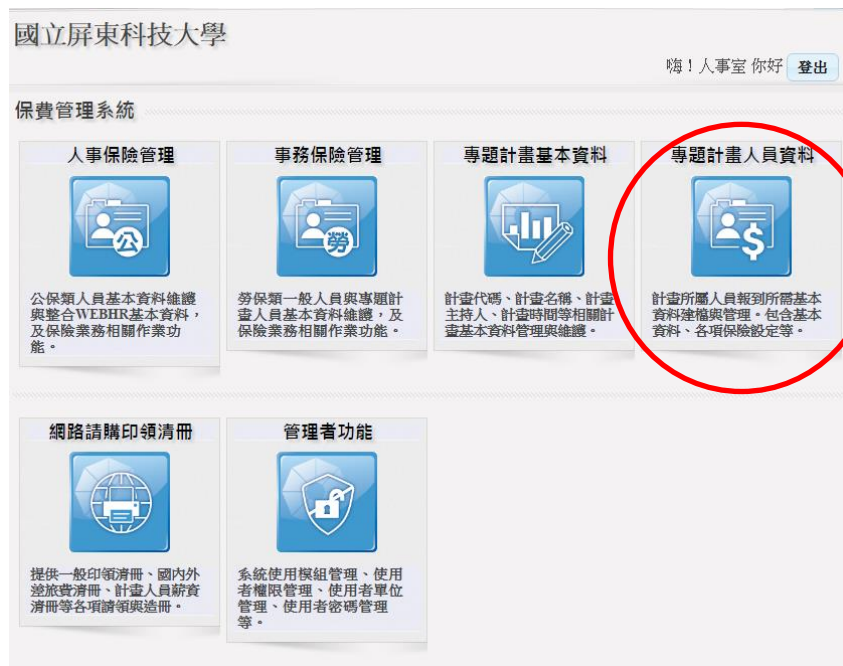 國立屏東科技大學
嗨！人事室 你好 登出
保費管理系統
人事保險管理
公
公保類人員基本資料維護
與整合WEBHR基本資料，
及保險業務相關作業功
能。
事務保險管理
勞
勞保類一般人員與專題計
畫人員基本資料維護，及
保險業務相關作業功能。
專題計畫基本資料
計畫代碼、計畫名稱、計畫
主持人、計畫時間等相關計
畫基本資料管理與維護。
專題計畫人員資料
$
計畫所屬人員報到所需基本
資料建檔與管理。包含基本
資料、各項保險設定等。
網路請購印領清冊
提供一般印領清冊、國內外
差旅費清冊、計畫人員薪資
清冊等各項請領與造冊。
管理者功能
系統使用模組管理、使用
者權限管理、使用者單位
管理、使用者密碼管理
等。